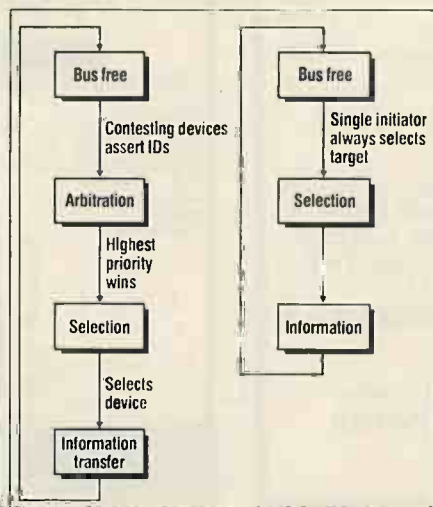 Bus free
Contesting devices
assert IDs
Arbitration
Highest
priority
wins
Selection
Selects
device
Information
transfer
Bus free
Single initiator
always selects
target
Selection
Information